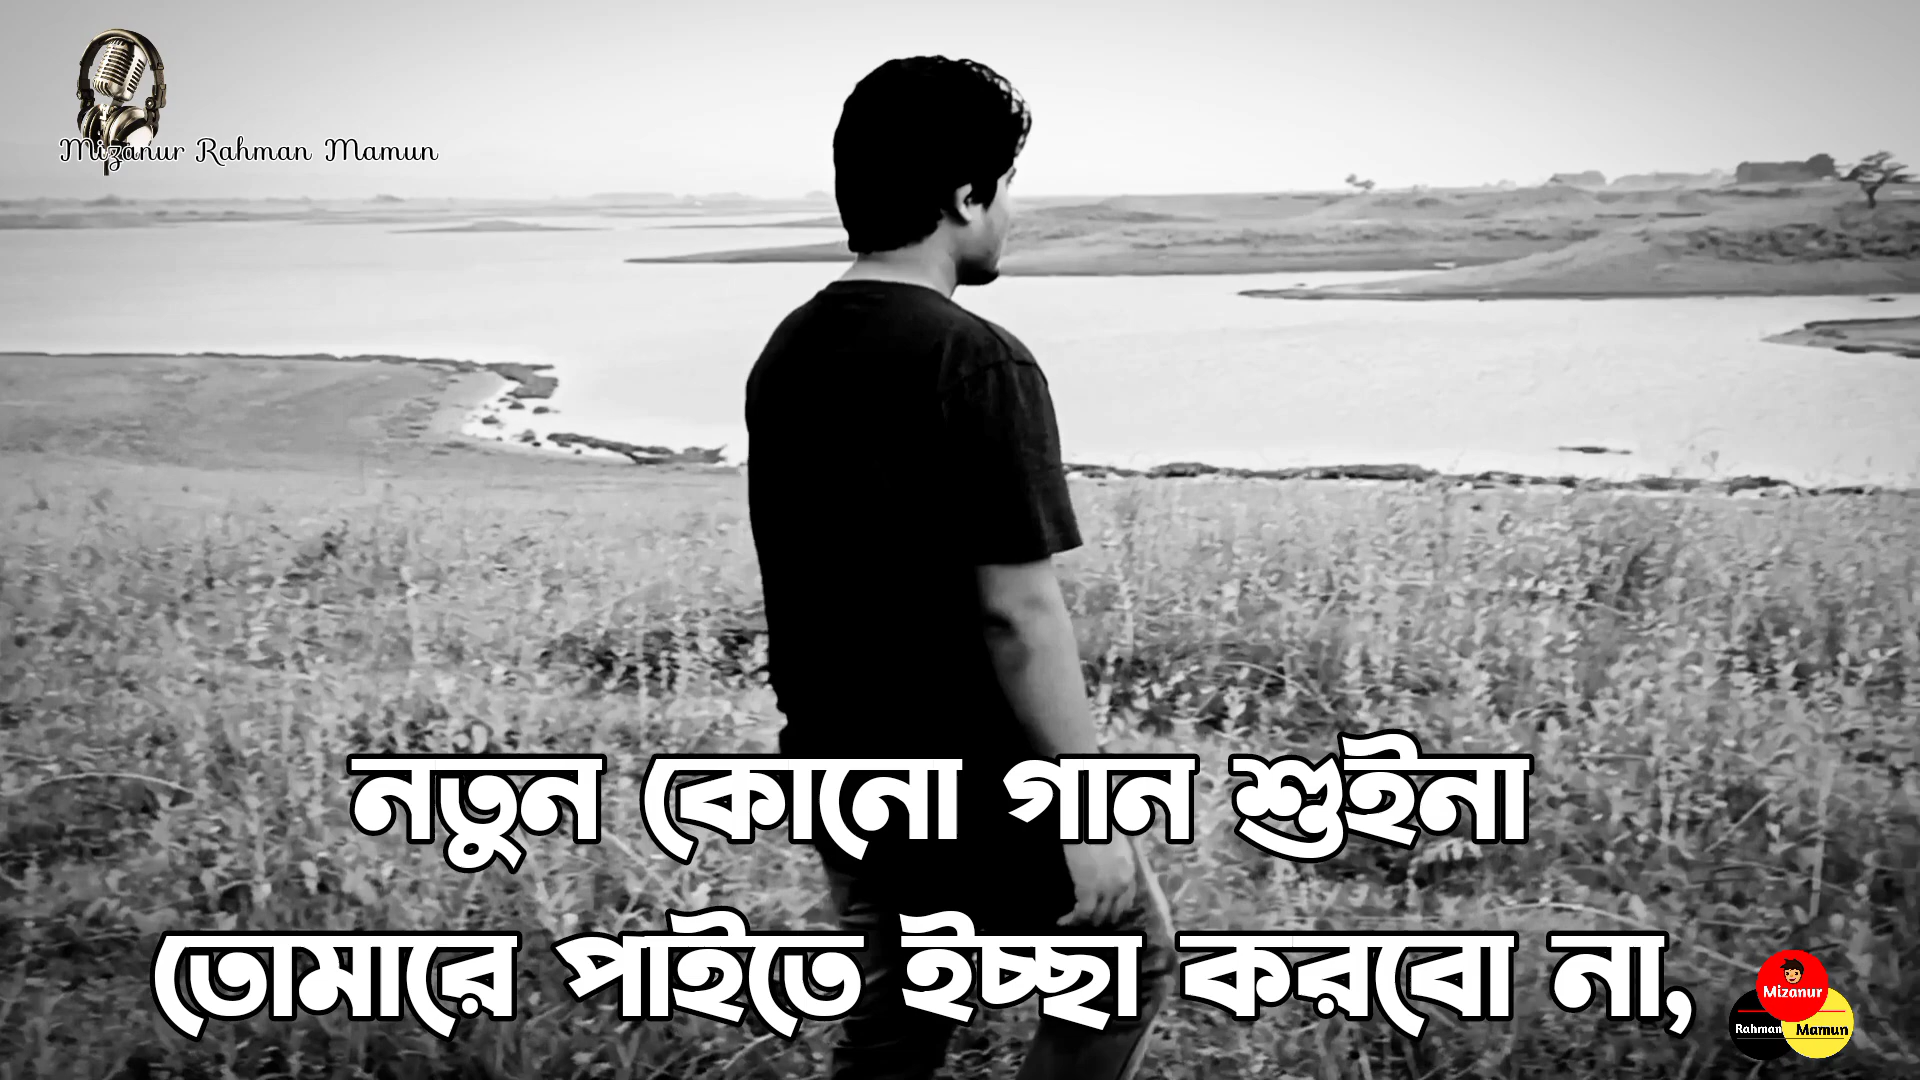 Mizanur Rahman Mamun
নতুন কোনো গান শুইনা
তোমারে পাইতে ইচ্ছা করবো না,
Mizanur
Rahman Mamun